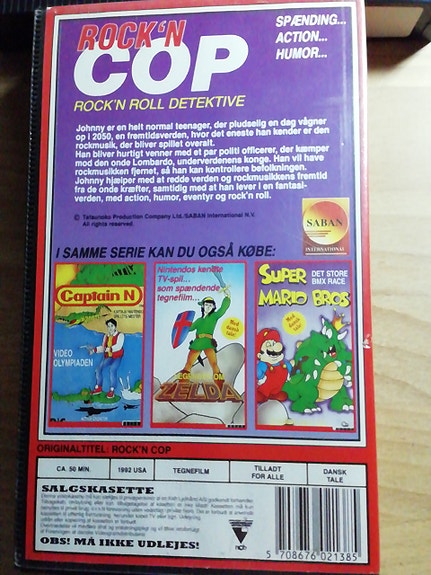 ROCK'N
COP
ROCK'N ROLL DETEKTIVE
SPÆNDING...
ACTION...
HUMOR...
Johnny er en helt normal teenager, der pludselig en dag vågner
op i 2050, en fremtidsverden, hvor det eneste han kender er den
rockmusik, der bliver spillet overalt.
Han bliver hurtigt venner med et par politi officerer, der kæmper
mod den onde Lombardo, underverdenens konge. Han vil have
rockmusikken fjernet, så han kan kontrollere befolkningen.
Johnny hjælper med at redde verden og rockmusikkens fremtid
fra de onde kræfter, samtidig med at han lever i en fantasi-
verden, med action, humor, eventyr og rock'n roll.
© Tatsunoko Production Company Ltd./SABAN International N.V.
All rights reserved.
SABAN
INTERNATIONAL
I SAMME SERIE KAN DU OGSÅ KØBE:
Captain N
VIDEO
OLYMPIADEN
Nintendos kendte
TV-spil...
som spændende
tegnefilm...
Med
dansk
tale!
ZELDA
SUPER
MARIO BROS
DET STORE
BMX RACE
Med
dansk
tale!
ORIGINALTITEL: ROCK'N COP
CA. 50 MIN.
1992 USA
TEGNEFILM
TILLADT
FOR ALLE
DANSK
TALE
SALGSKASETTE
OBS! MÅ IKKE UDLEJES!
ncb
5 708676 021385